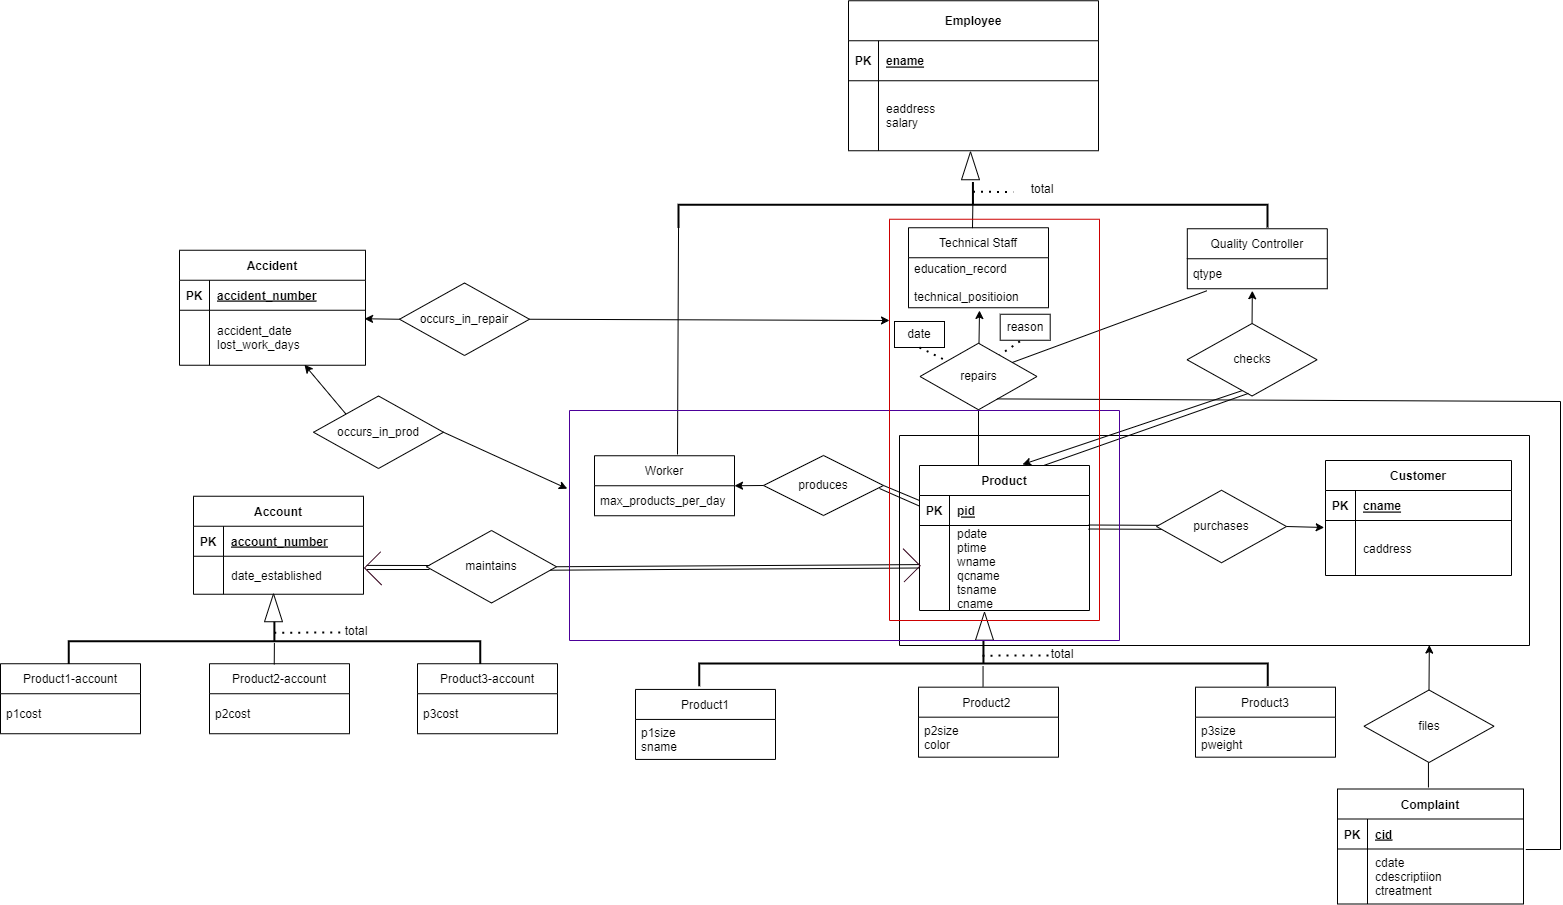 Employee
PK
ename
eaddress
salary
total
Technical Staff
education_record
technical_positioion
Quality Controller
qtype
Accident
PK
accident_number
accident_date
lost_work_days
occurs_in_repair
date
reason
repairs
checks
occurs_in_prod
Worker
max_products_per_day
produces
Product
PK
pid
pdate
ptime
wname
qcname
tsname
cname
purchases
Customer
PK
cname
caddress
Account
PK
account_number
date_established
maintains
total
total
Product1-account
p1cost
Product2-account
p2cost
Product3-account
p3cost
Product1
p1size
sname
Product2
p2size
color
Product3
p3size
pweight
files
Complaint
PK
cid
cdate
cdescriptiion
ctreatment